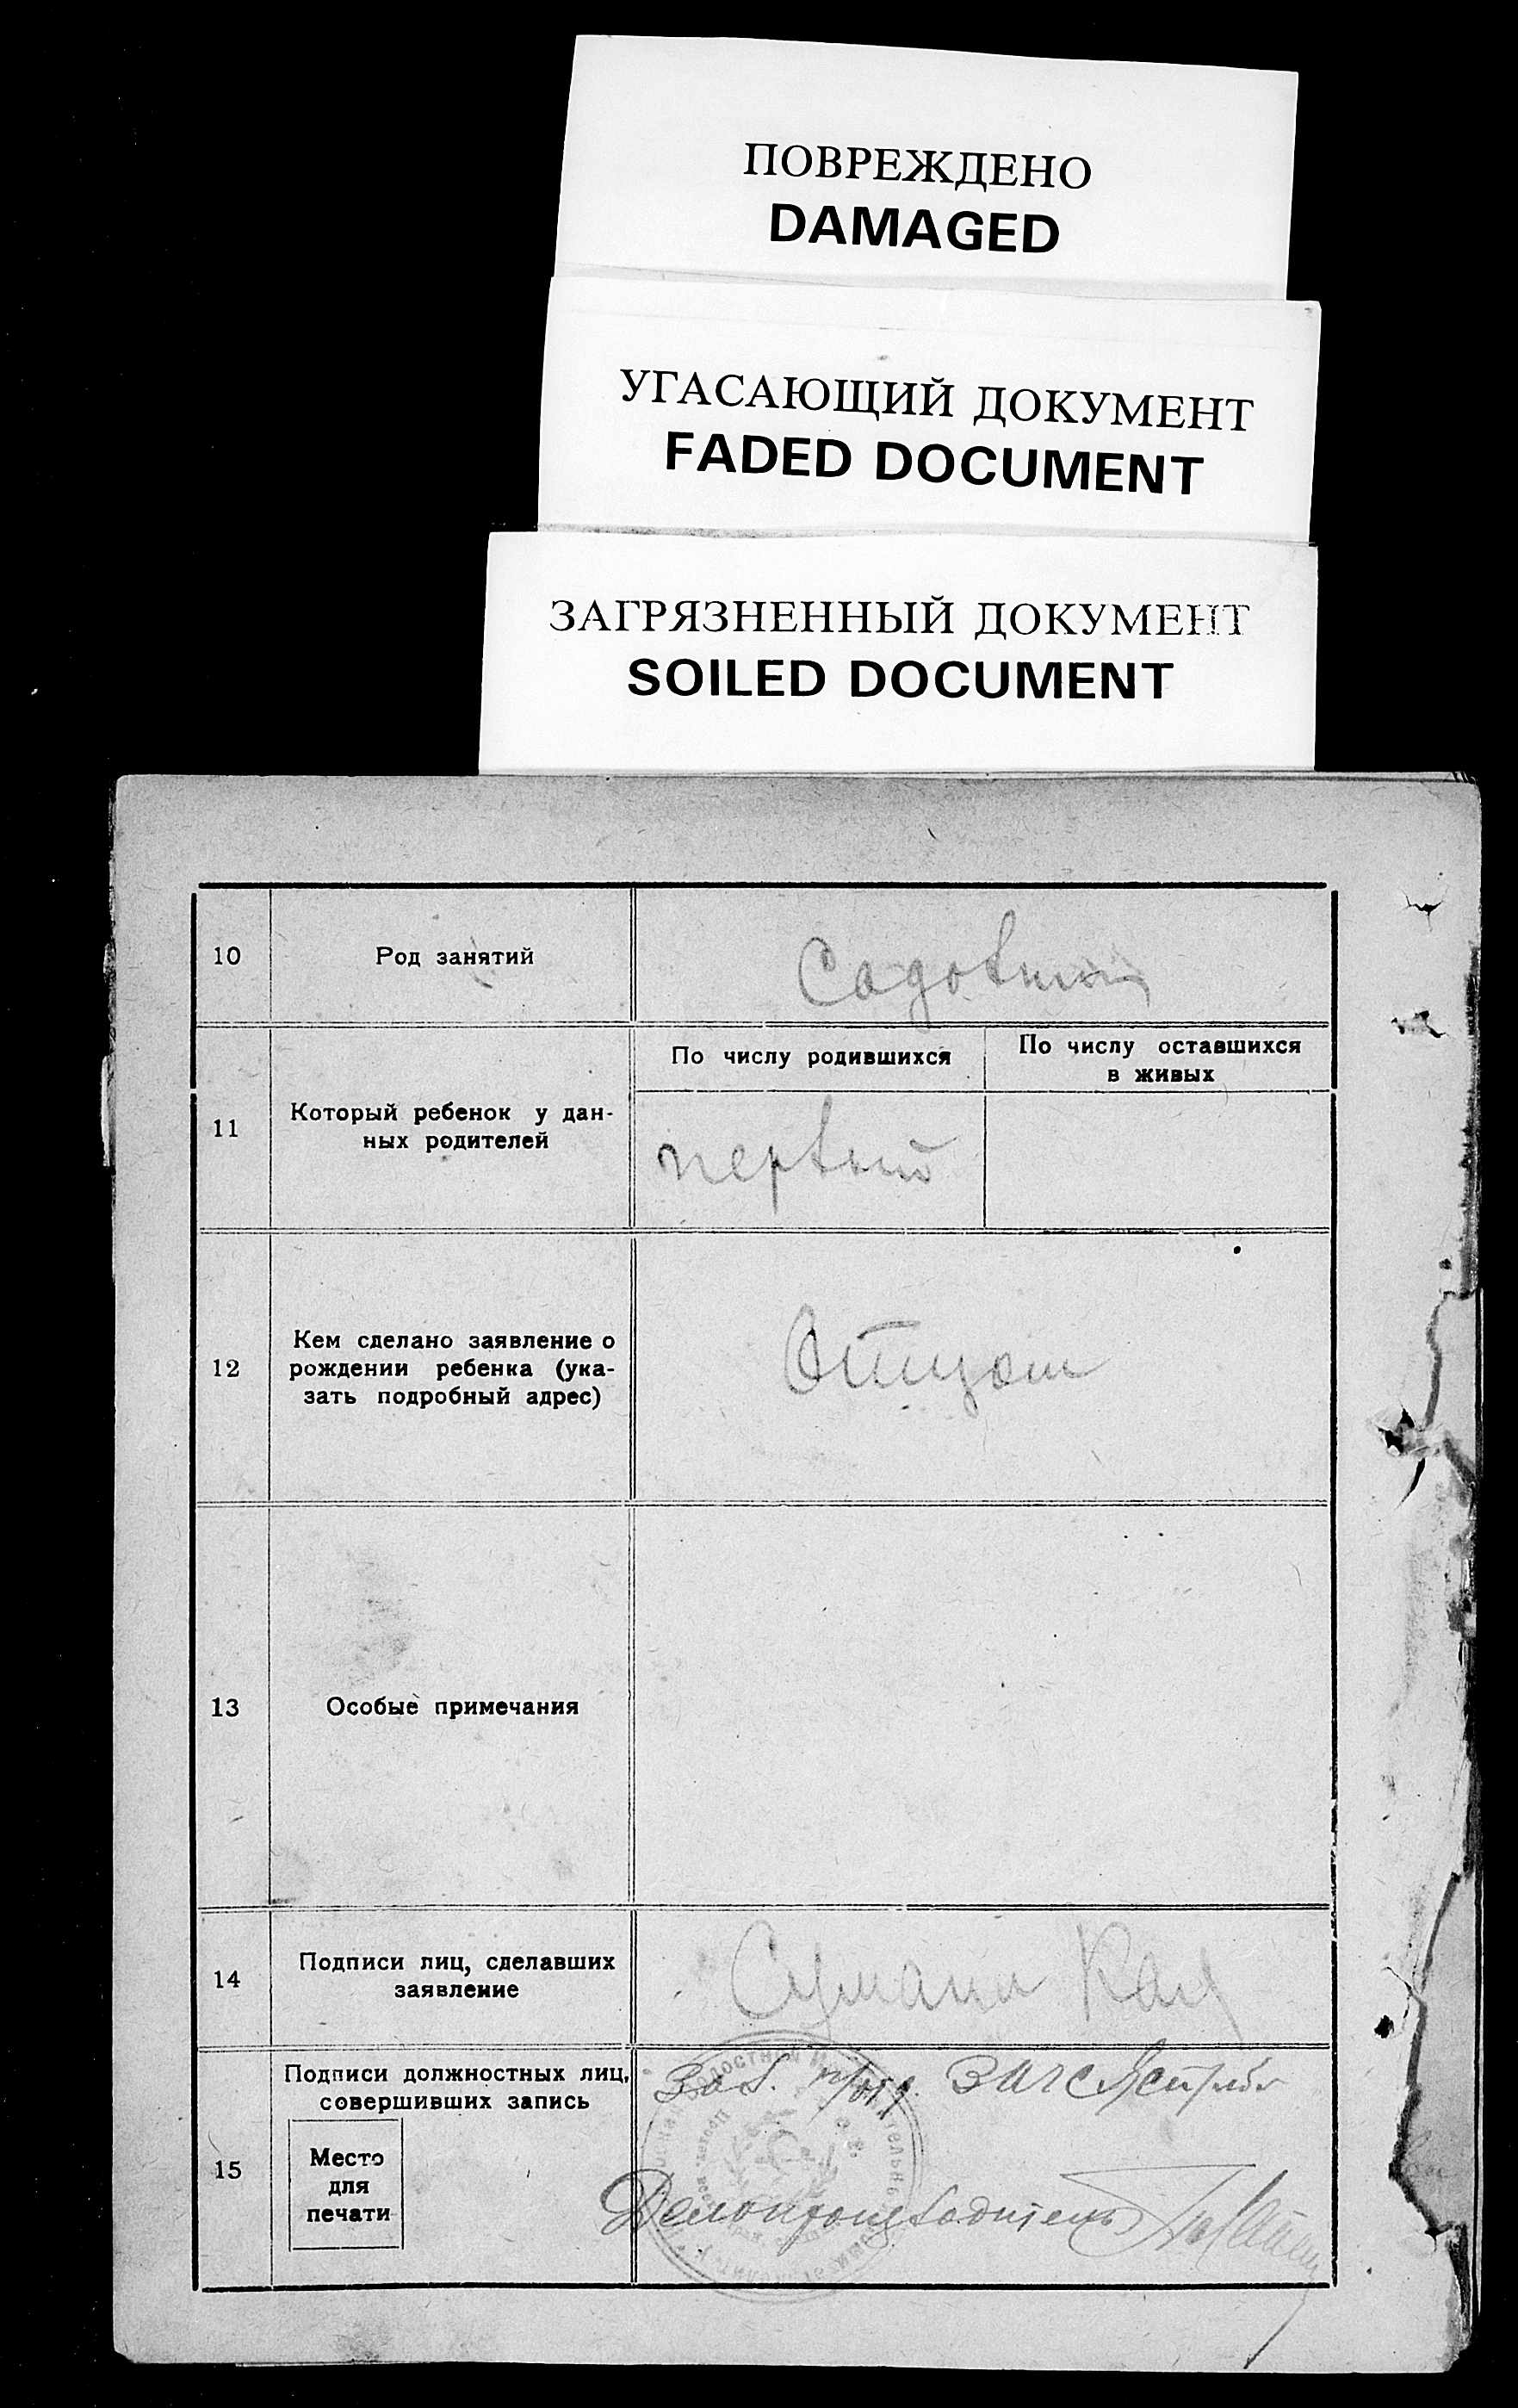 ПОВРЕЖДЕНО
DAMAGED
УГАСАЮЩИЙ ДОКУМЕНТ
FADED DOCUMENT
ЗАГРЯЗНЕННЫЙ ДОКУМЕНТ
SOILED DOCUMENT
10
Род занятий
Садовник
11
Который ребенок у дан-
ных родителей
По числу родившихся
первый
По числу оставшихся
в живых
12
Кем сделано заявление о
рождении ребенка (ука-
зать подробный адрес)
Отцом
13
Особые примечания
14
Подписи лиц, сделавших
заявление
15
Подписи должностных лиц,
совершивших запись
Место
для
печати
Зав. ЗАГС
Делопроизводитель